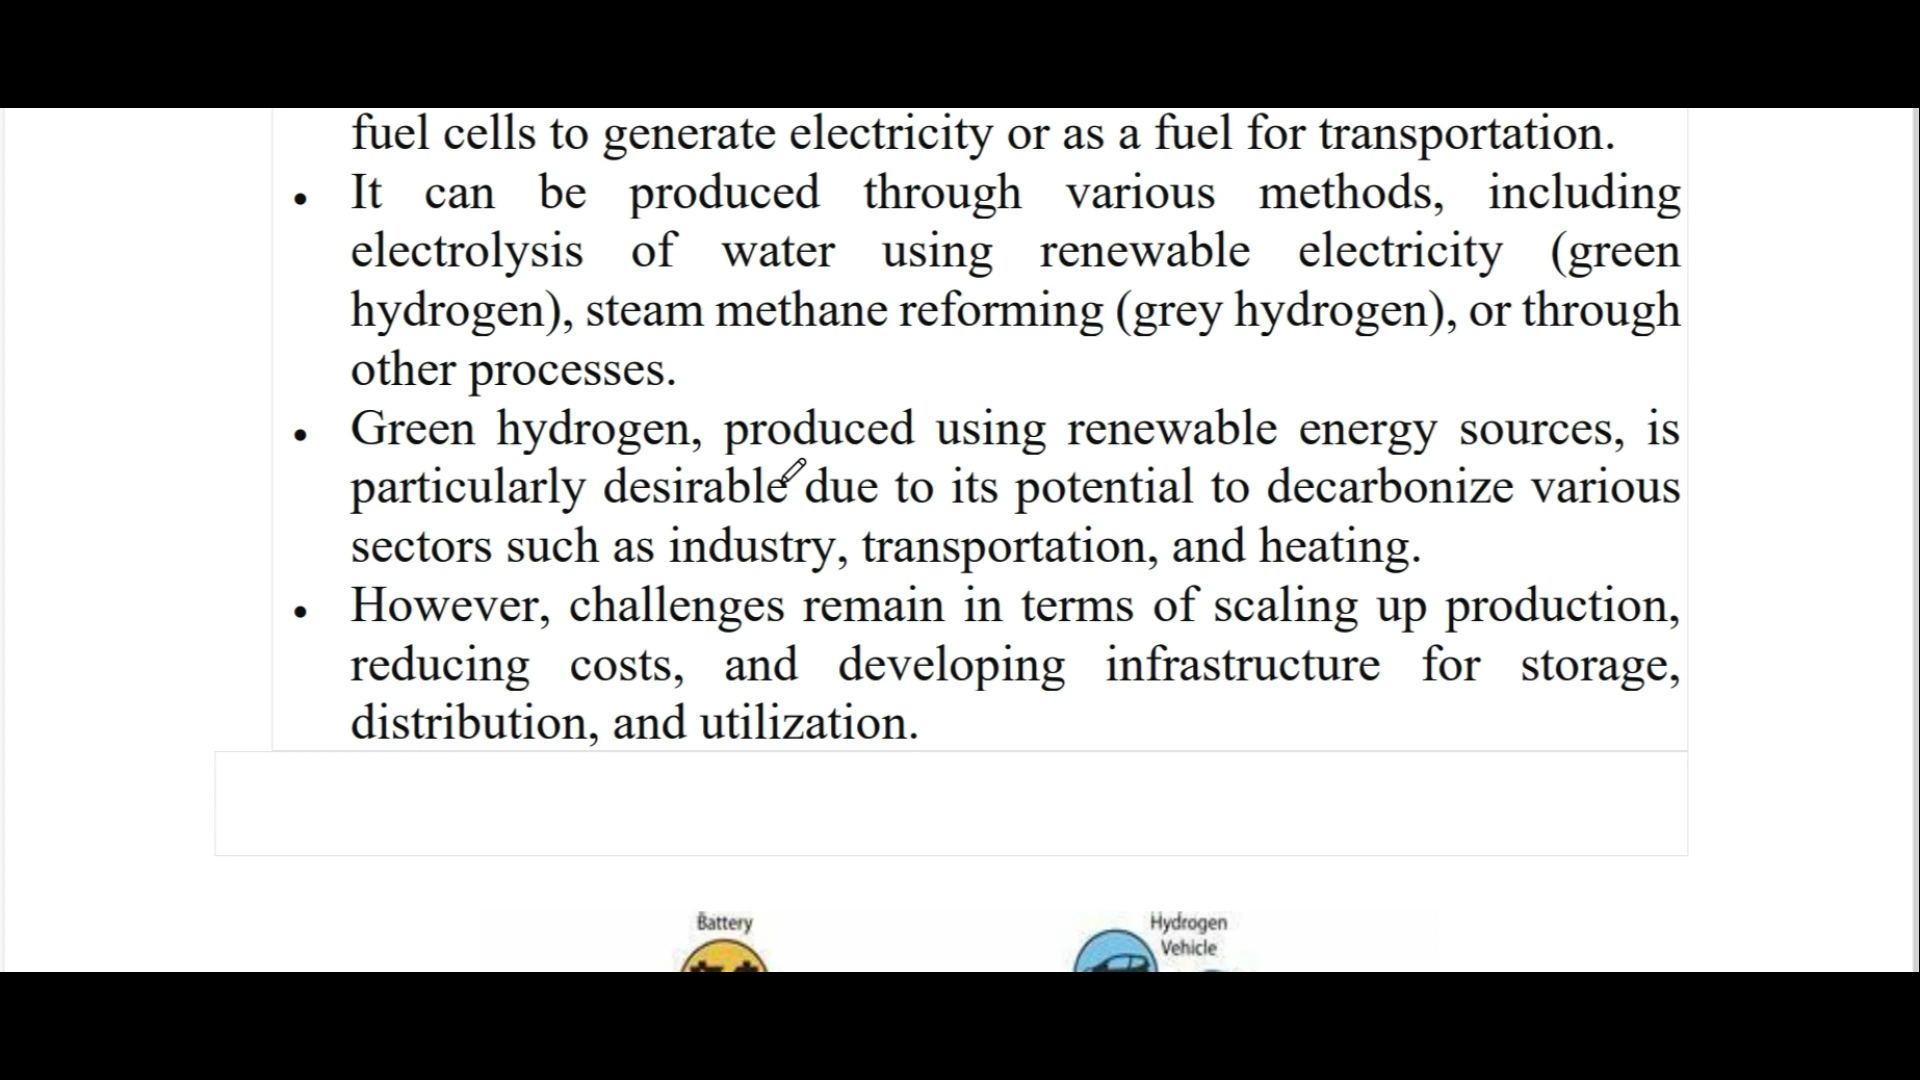 fuel cells to generate electricity or as a fuel for transportation.
• It can be produced through various methods, including
electrolysis of water using renewable electricity (green
hydrogen), steam methane reforming (grey hydrogen), or through
other processes.
• Green hydrogen, produced using renewable energy sources, is
particularly desirable due to its potential to decarbonize various
sectors such as industry, transportation, and heating.
• However, challenges remain in terms of scaling up production,
reducing costs, and developing infrastructure for storage,
distribution, and utilization.
Battery
Hydrogen
Vehicle